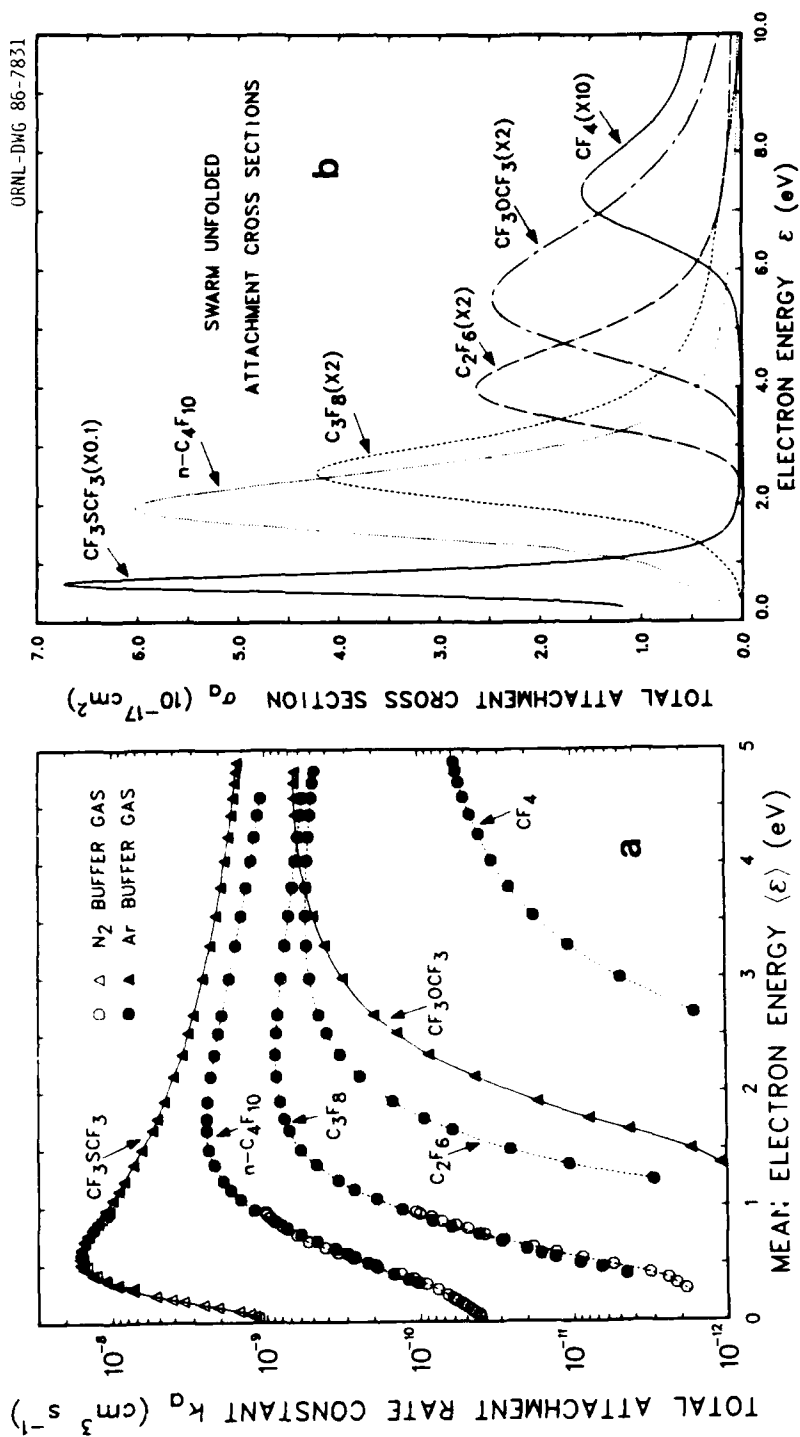 ORNL-DWG 86-7831
TOTAL ATTACHMENT RATE CONSTANT kₐ (cm³ s⁻¹)
10⁻⁸
10⁻⁹
10⁻¹⁰
10⁻¹¹
10⁻¹²
○ △ N₂ BUFFER GAS
● ▲ Ar BUFFER GAS
CF₃SCF₃
n-C₄F₁₀
C₃F₈
C₂F₆
CF₃OCF₃
CF₄
a
0 1 2 3 4 5
MEAN ELECTRON ENERGY ⟨ε⟩ (eV)
TOTAL ATTACHMENT CROSS SECTION σₐ (10⁻¹⁷cm²)
7.0
6.0
5.0
4.0
3.0
2.0
1.0
0.0
SWARM UNFOLDED
ATTACHMENT CROSS SECTIONS
b
CF₃SCF₃(X0.1)
n-C₄F₁₀
C₃F₈(X2)
C₂F₆(X2)
CF₃OCF₃(X2)
CF₄(X10)
0.0 2.0 4.0 6.0 8.0 10.0
ELECTRON ENERGY ε (eV)